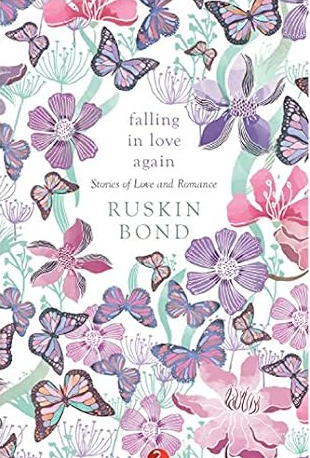 falling
in love
again
Stories of Love and Romance
RUSKIN
BOND